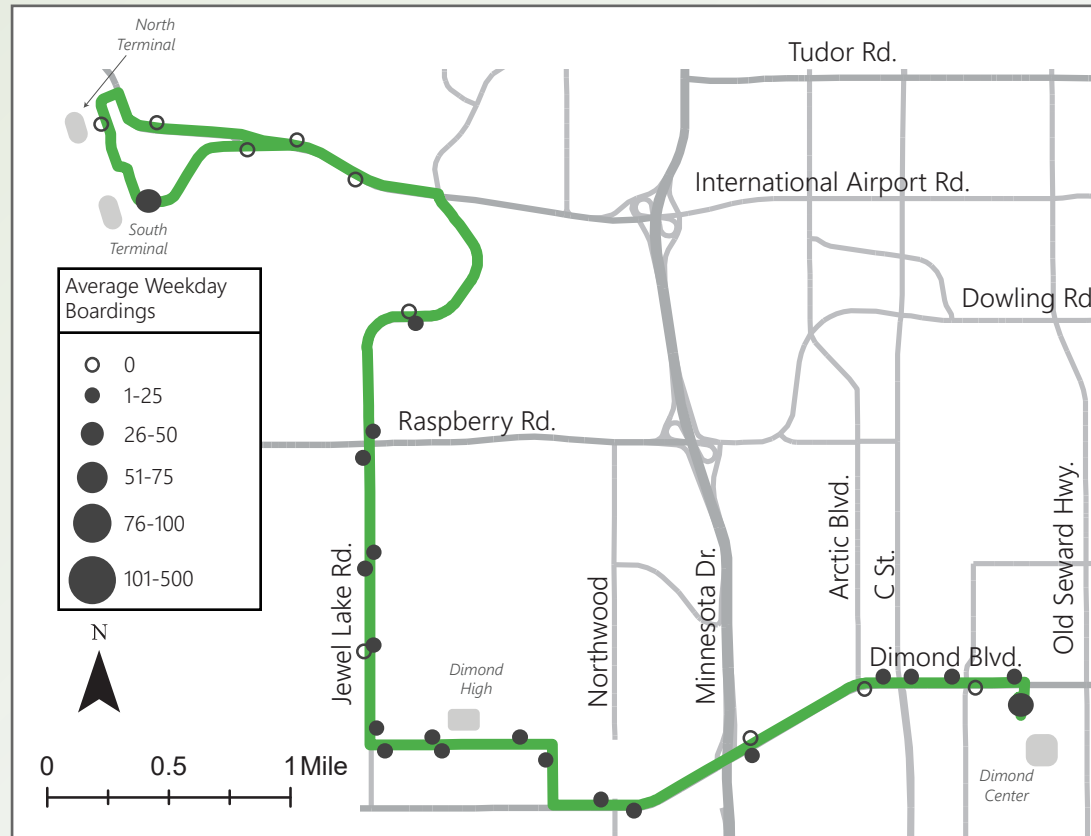 North
Terminal
Tudor Rd.
International Airport Rd.
South
Terminal
Average Weekday
Boardings
0
1-25
26-50
51-75
76-100
101-500
Dowling Rd
Raspberry Rd.
Jewel Lake Rd.
Northwood
Minnesota Dr.
Arctic Blvd.
C St.
Old Seward Hwy.
N
Dimond
High
Dimond Blvd.
0 0.5 1 Mile
Dimond
Center